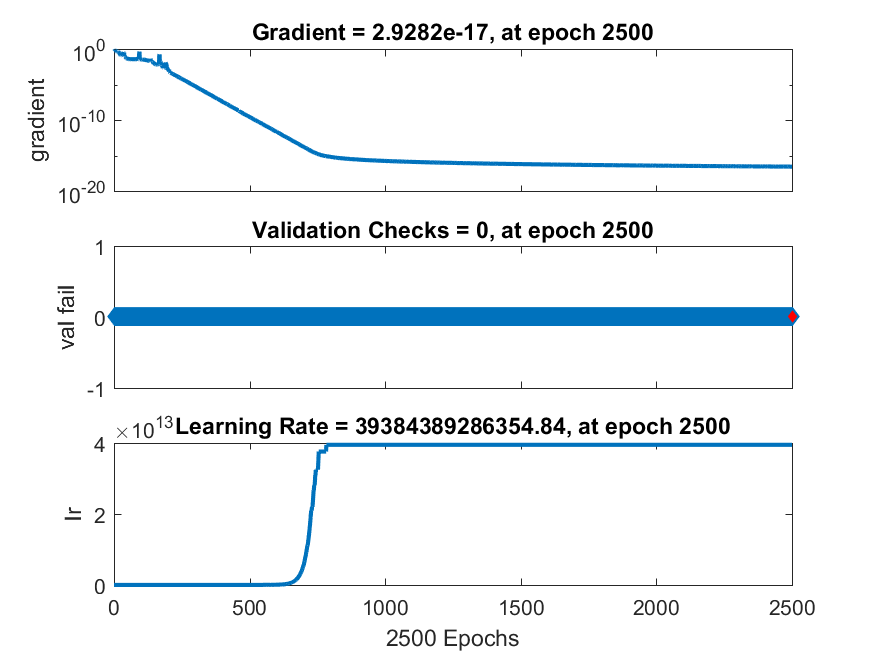 Gradient = 2.9282e-17, at epoch 2500
10^0
10^-10
10^-20
gradient
Validation Checks = 0, at epoch 2500
1
0
-1
val fail
×10^13 Learning Rate = 39384389286354.84, at epoch 2500
4
2
0
lr
0 500 1000 1500 2000 2500
2500 Epochs